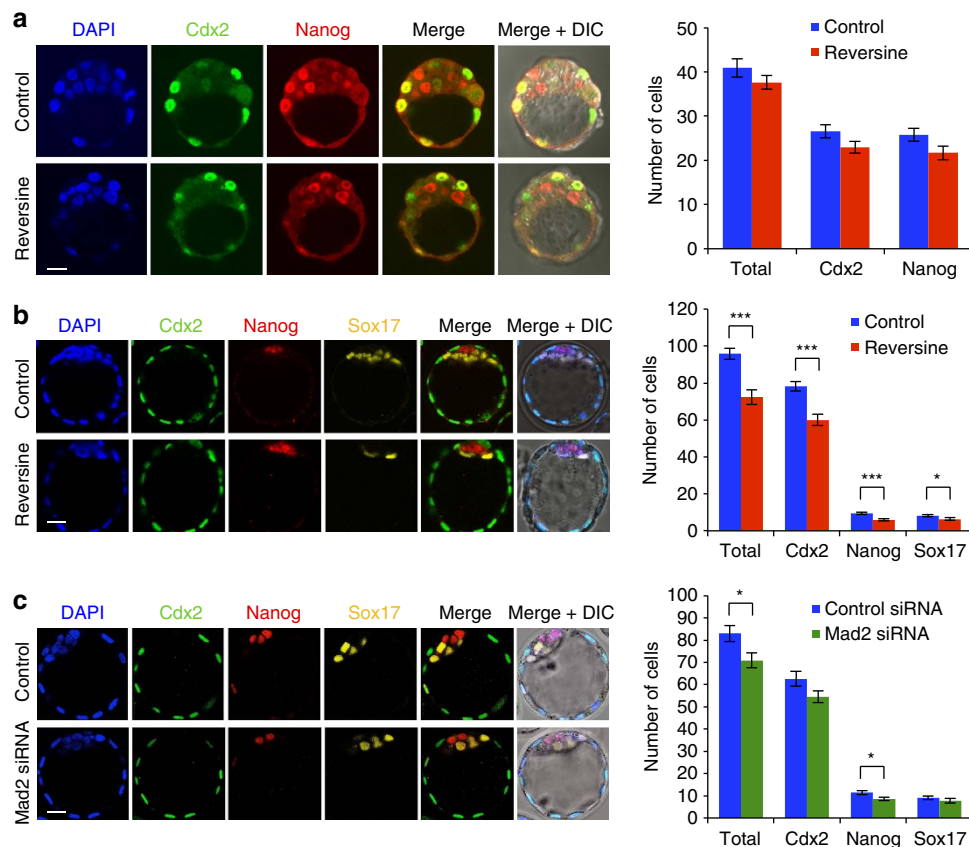 a
DAPI Cdx2 Nanog Merge Merge + DIC
Control
Reversine
Number of cells
50
40
30
20
10
0
Control
Reversine
Total Cdx2 Nanog
b
DAPI Cdx2 Nanog Sox17 Merge Merge + DIC
Control
Reversine
Number of cells
120
100
80
60
40
20
0
Control
Reversine
***
***
***
*
Total Cdx2 Nanog Sox17
c
DAPI Cdx2 Nanog Sox17 Merge Merge + DIC
Control
Mad2 siRNA
Number of cells
100
90
80
70
60
50
40
30
20
10
0
Control siRNA
Mad2 siRNA
*
*
Total Cdx2 Nanog Sox17